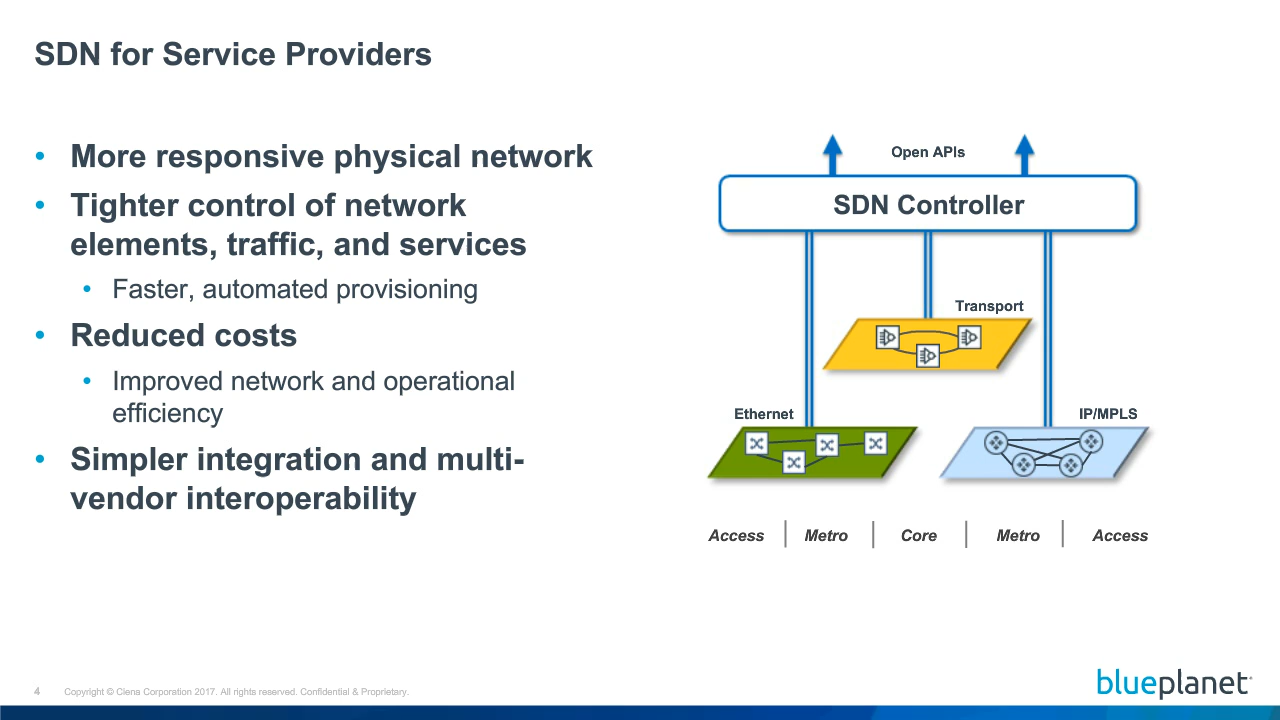 SDN for Service Providers
• More responsive physical network
• Tighter control of network
elements, traffic, and services
• Faster, automated provisioning
• Reduced costs
• Improved network and operational
efficiency
• Simpler integration and multi-
vendor interoperability
Open APIs
SDN Controller
Transport
Ethernet
IP/MPLS
Access | Metro | Core | Metro | Access
4 Copyright © Ciena Corporation 2017. All rights reserved. Confidential & Proprietary.
blueplanet